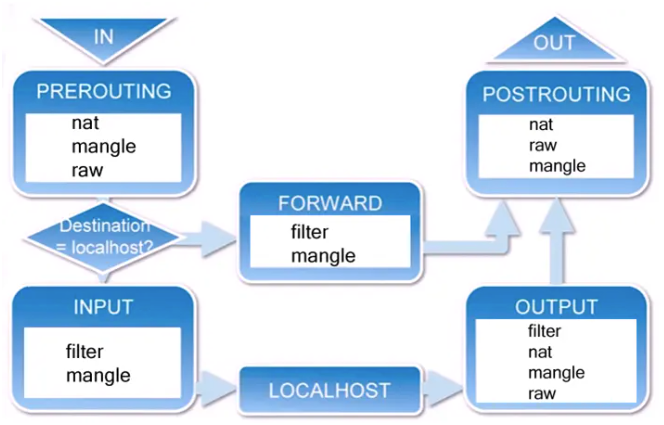 IN
OUT
PREROUTING
nat
mangle
raw
POSTROUTING
nat
raw
mangle
Destination
= localhost?
FORWARD
filter
mangle
INPUT
filter
mangle
LOCALHOST
OUTPUT
filter
nat
mangle
raw